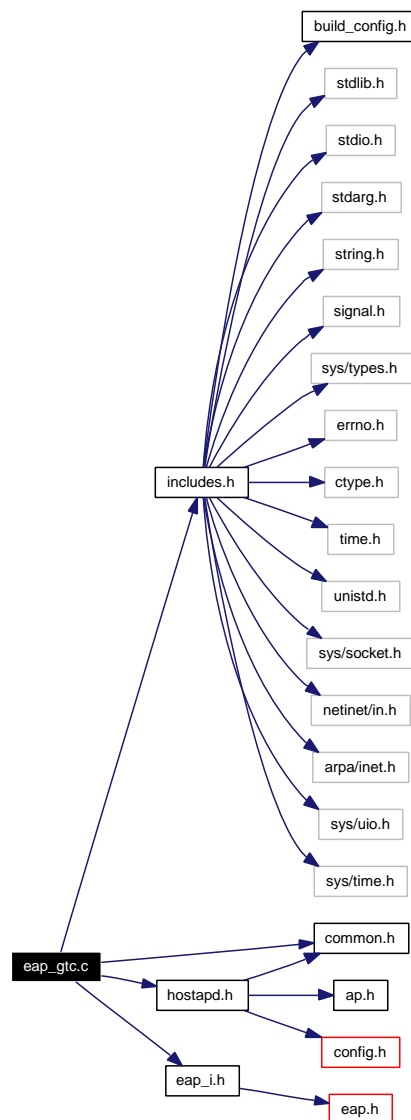 build_config.h
stdlib.h
stdio.h
stdarg.h
string.h
signal.h
sys/types.h
errno.h
includes.h
ctype.h
time.h
unistd.h
sys/socket.h
netinet/in.h
arpa/inet.h
sys/uio.h
sys/time.h
common.h
eap_gtc.c
hostapd.h
ap.h
config.h
eap_i.h
eap.h